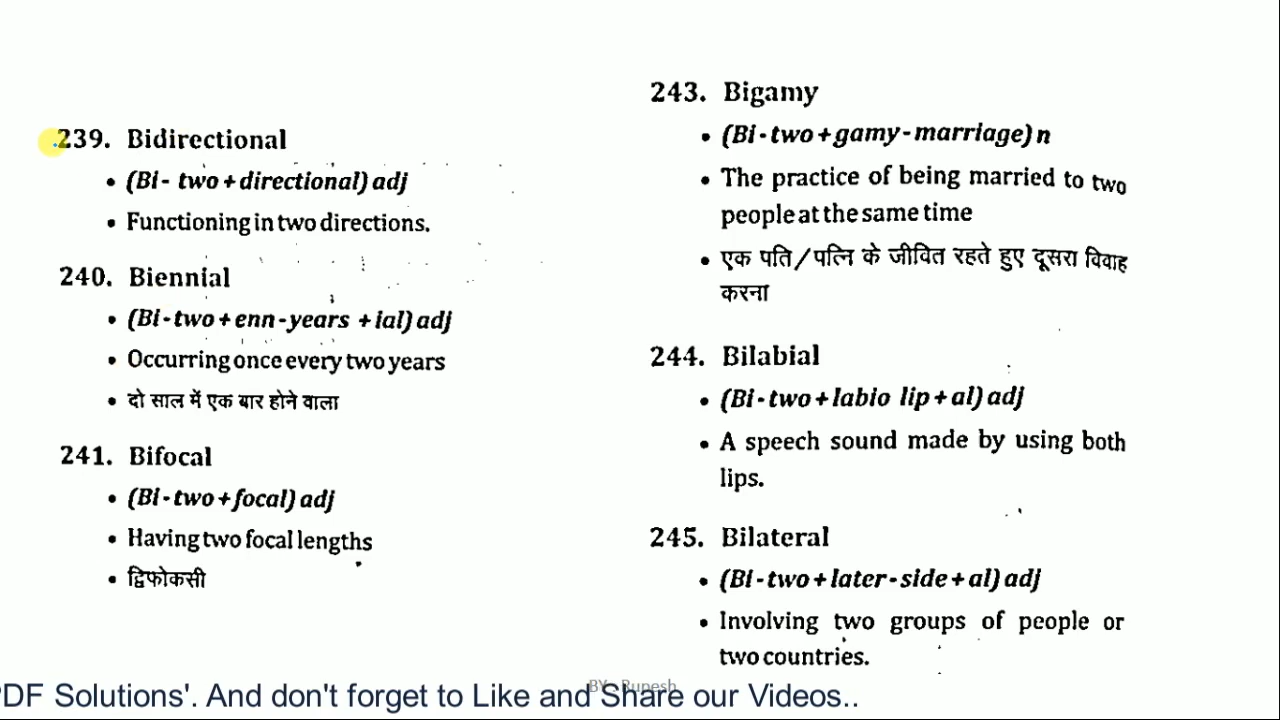 239. Bidirectional
• (Bi- two+directional) adj
• Functioning in two directions.
240. Biennial
• (Bi-two+enn-years +ial) adj
• Occurring once every two years
• दो साल में एक बार होने वाला
241. Bifocal
• (Bi-two+focal) adj
• Having two focal lengths
• द्विफोकसी
243. Bigamy
• (Bi-two+gamy-marriage) n
• The practice of being married to two
people at the same time
• एक पति/पत्नि के जीवित रहते हुए दूसरा विवाह
करना
244. Bilabial
• (Bi-two+labio lip+al) adj
• A speech sound made by using both
lips.
245. Bilateral
• (Bi-two+later-side+al) adj
• Involving two groups of people or
two countries.
BY- Rupesh
PDF Solutions'. And don't forget to Like and Share our Videos..